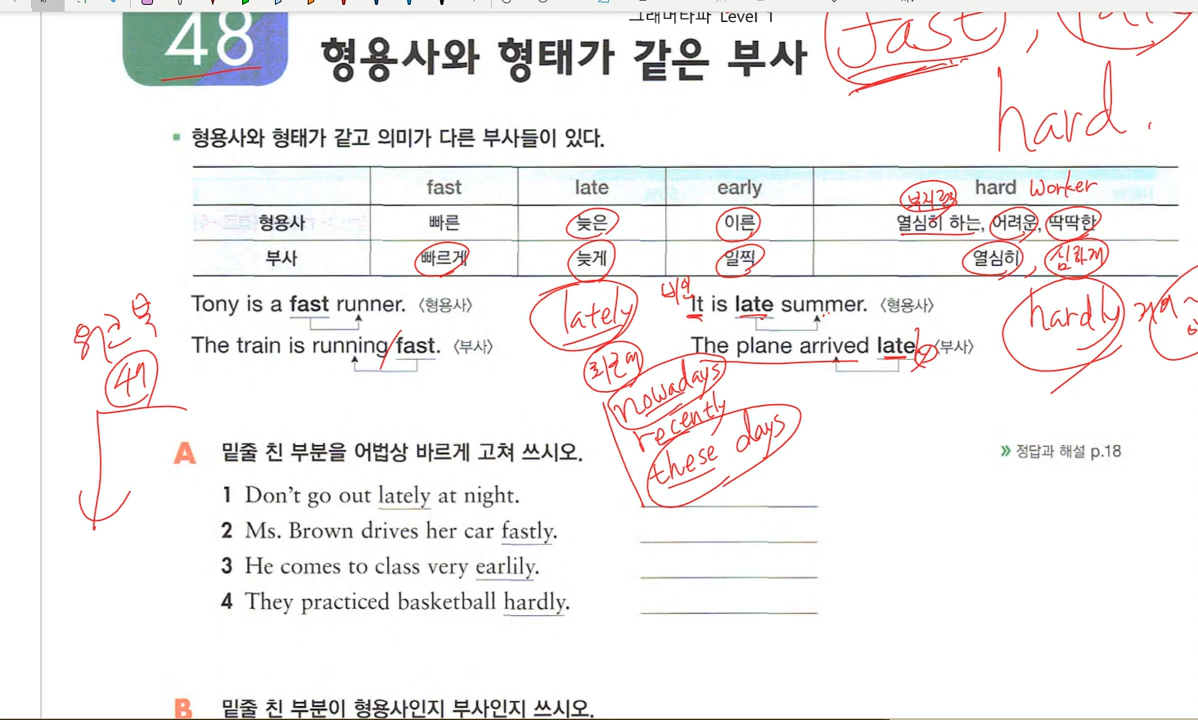 그래머타파 Level 1
48 형용사와 형태가 같은 부사
fast,
hard.
형용사와 형태가 같고 의미가 다른 부사들이 있다.
fast late early hard worker
부지런한
형용사 빠른 늦은 이른 열심히 하는, 어려운, 딱딱한
부사 빠르게 늦게 일찍 열심히, 심하게
Tony is a fast runner. 〈형용사〉
The train is running fast. 〈부사〉
lately
최근에
nowadays
recently
these days
비인
It is late summer. 〈형용사〉
The plane arrived late. 〈부사〉
hardly
워크북
47
A 밑줄 친 부분을 어법상 바르게 고쳐 쓰시오.
» 정답과 해설 p.18
1 Don't go out lately at night.
2 Ms. Brown drives her car fastly.
3 He comes to class very earlily.
4 They practiced basketball hardly.
B 밑줄 친 부분이 형용사인지 부사인지 쓰시오.